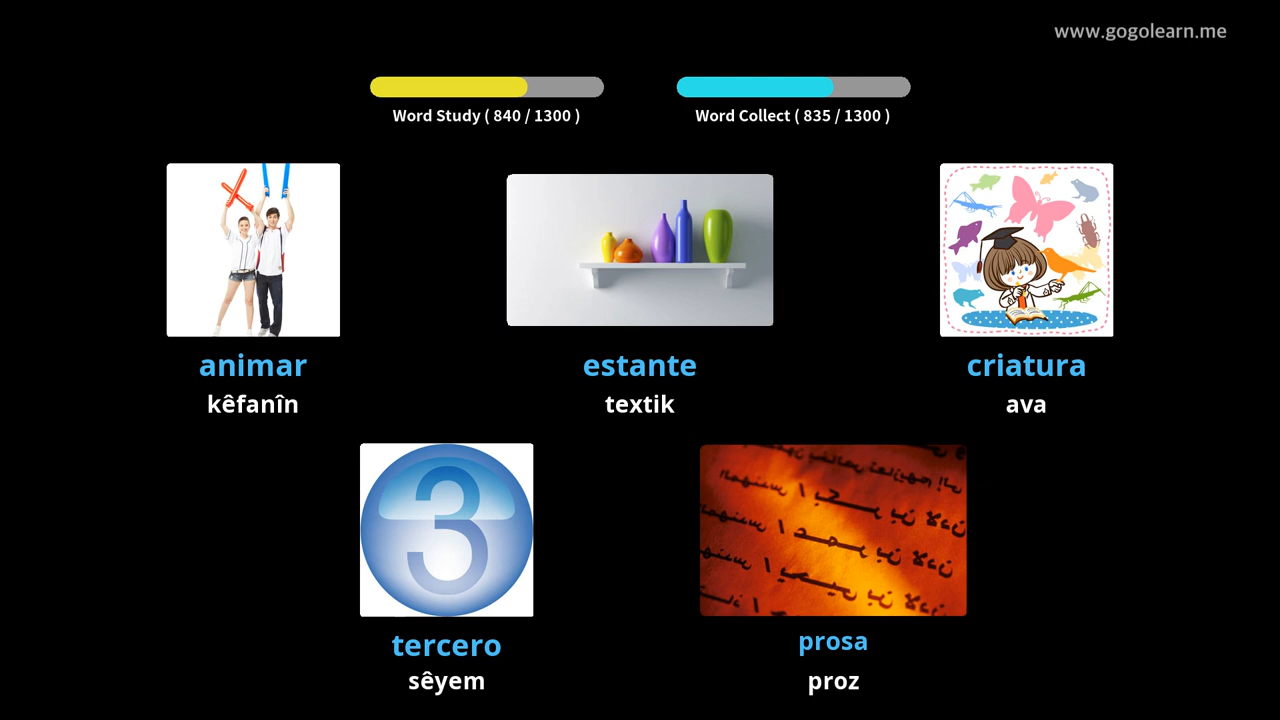 www.gogolearn.me
Word Study ( 840 / 1300 )
Word Collect ( 835 / 1300 )
animar
estante
criatura
kêfanîn
textik
ava
3
tercero
prosa
sêyem
proz